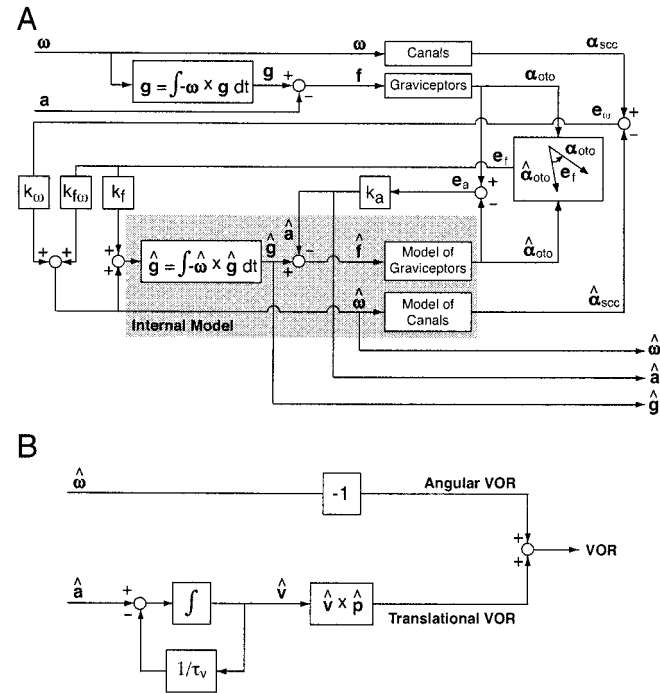 A
ω
ω
Canals
α_scc
g = ∫-ω x g dt
g
+
−
f
Graviceptors
α_oto
a
e_ω
+
−
k_ω
k_fω
k_f
e_f
k_a
e_a
+
−
α_oto
α̂_oto
e_f
+
+
+
+
ĝ = ∫-ω̂ x ĝ dt
ĝ
â
−
+
f̂
Model of
Graviceptors
α̂_oto
ω̂
Model of
Canals
α̂_scc
Internal Model
ω̂
â
ĝ
B
ω̂
-1
Angular VOR
+
+
VOR
â
+
−
∫
v̂
v̂ x p̂
Translational VOR
1/τ_v